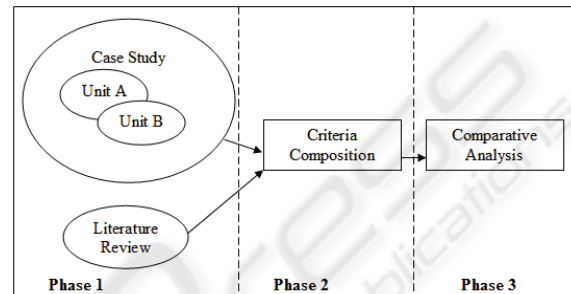 Case Study
Unit A
Unit B
Literature
Review
Criteria
Composition
Comparative
Analysis
Phase 1
Phase 2
Phase 3